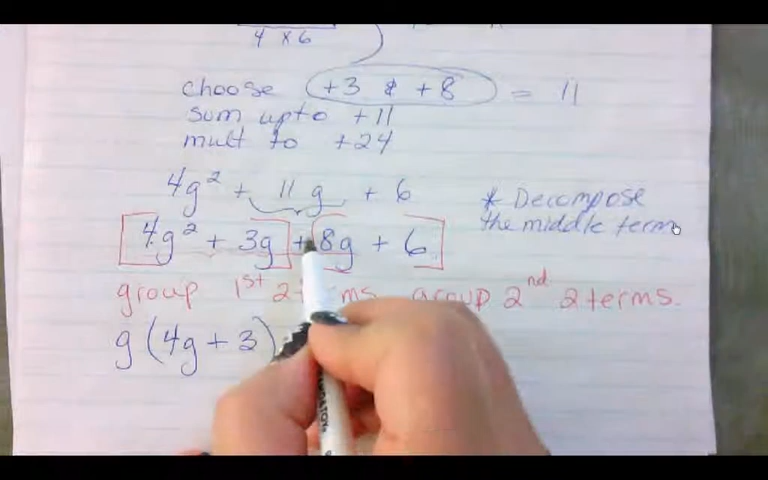 4 x 6
choose +3 & +8 = 11
sum upto +11
mult to +24
4g² + 11g + 6
* Decompose
the middle term
4g² + 3g + 8g + 6
group 1st 2 terms group 2nd 2 terms.
g(4g + 3)